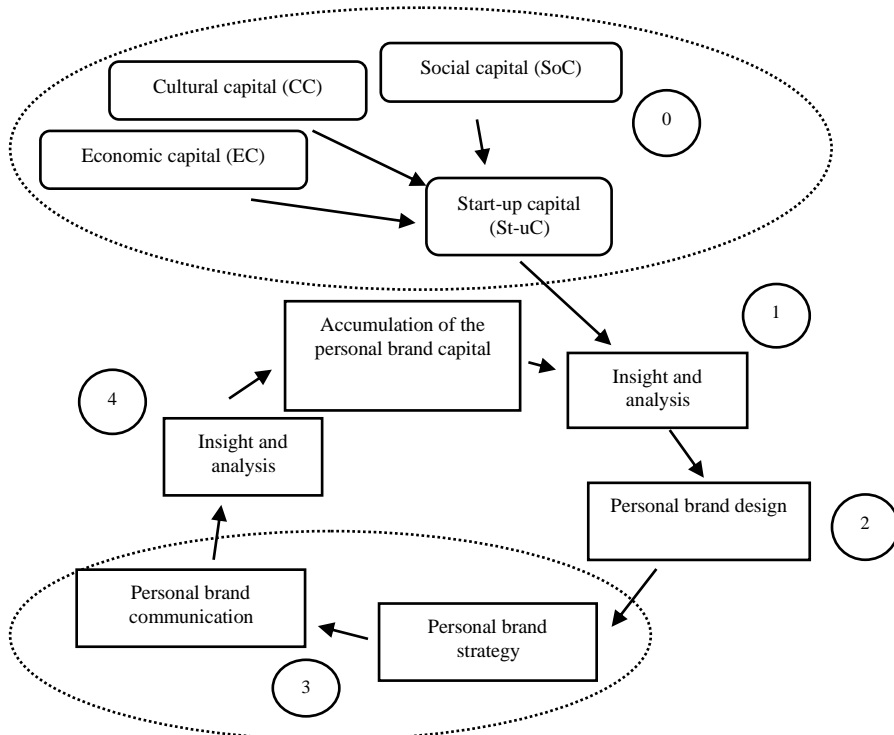 Social capital (SoC)
Cultural capital (CC)
0
Economic capital (EC)
Start-up capital
(St-uC)
Accumulation of the
personal brand capital
1
Insight and
analysis
4
Insight and
analysis
Personal brand design
2
Personal brand
communication
Personal brand
strategy
3